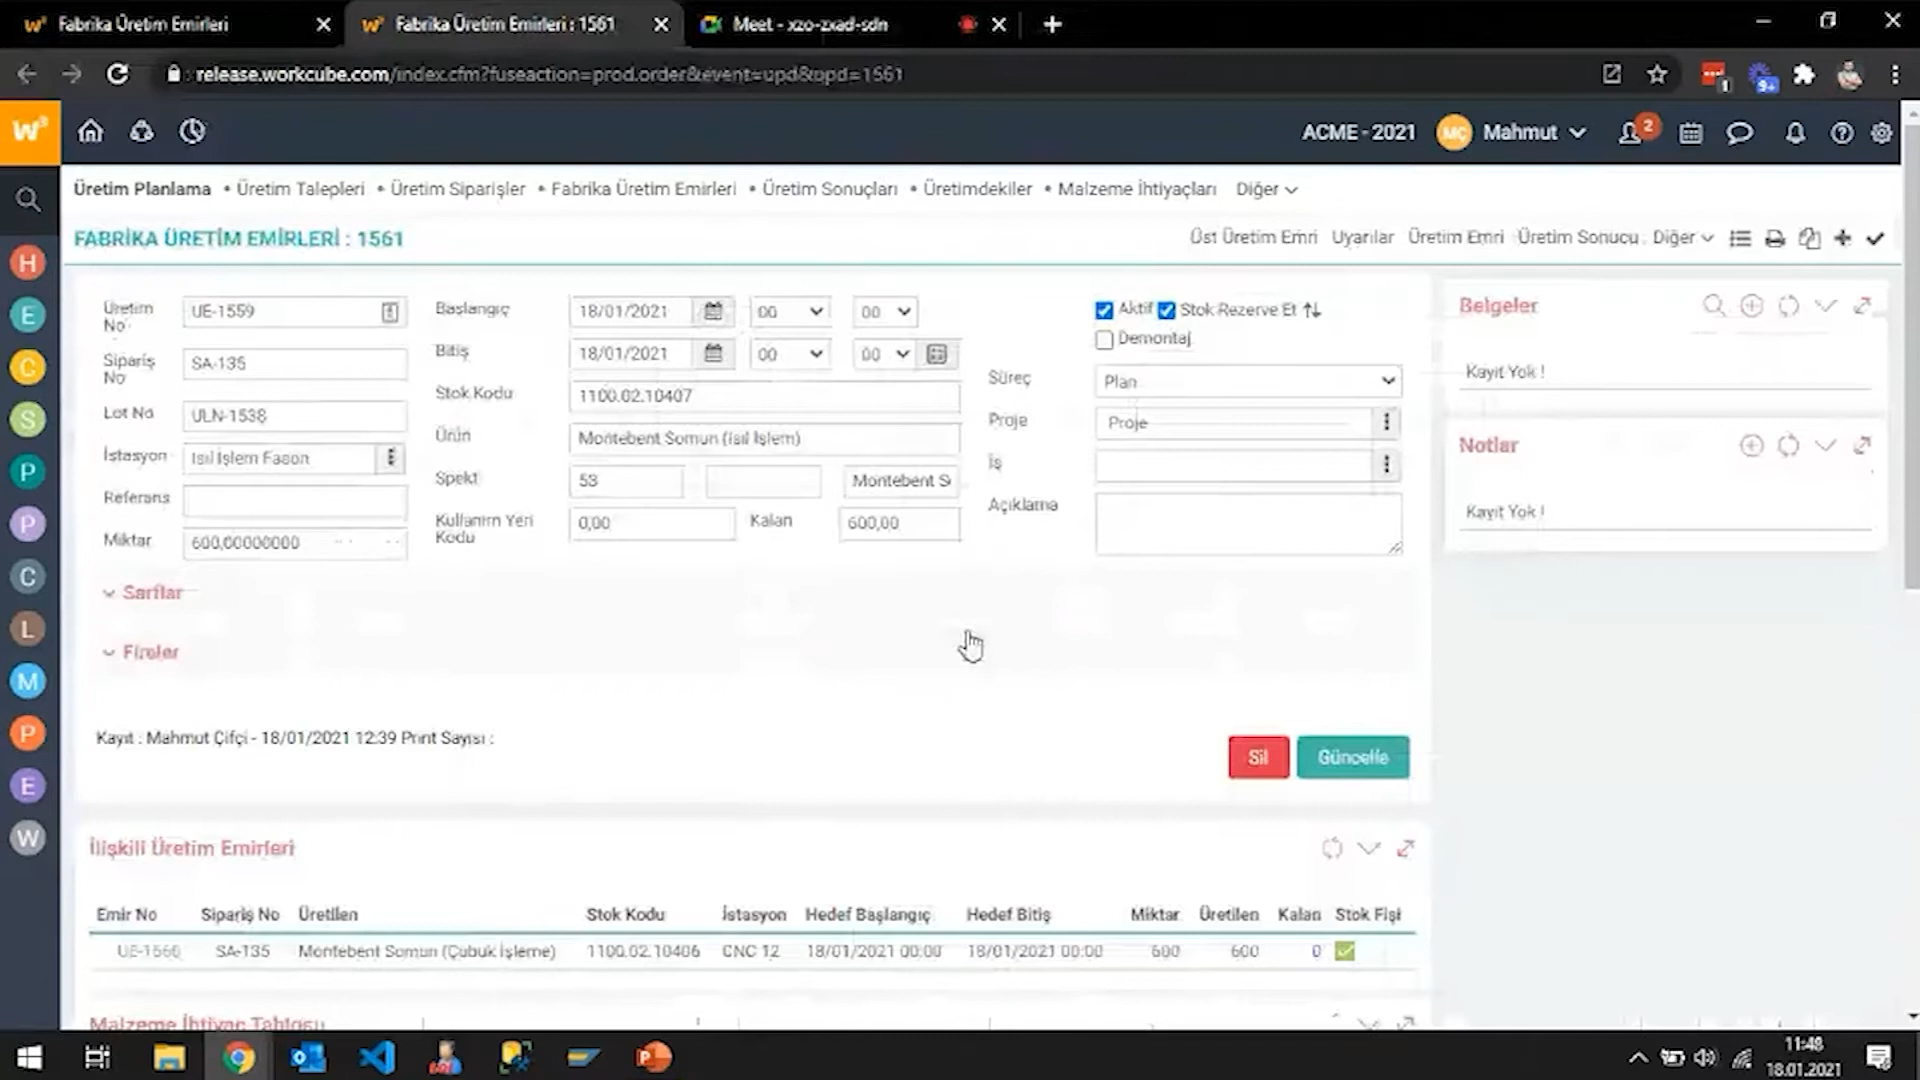 Fabrika Üretim Emirleri
Fabrika Üretim Emirleri : 1561
Meet - xzo-zxad-sdn
release.workcube.com/index.cfm?fuseaction=prod.order&event=upd&upd=1561
1
9+
W³
ACME - 2021
MC
Mahmut
2
Üretim Planlama • Üretim Talepleri • Üretim Siparişler • Fabrika Üretim Emirleri • Üretim Sonuçları • Üretimdekiler • Malzeme İhtiyaçları Diğer
FABRİKA ÜRETİM EMİRLERİ : 1561
Üst Üretim Emri Uyarılar Üretim Emri Üretim Sonucu Diğer
H
E
C
S
P
P
C
L
M
P
E
W
Üretim No
UE-1559
Sipariş No
SA-135
Lot No
ULN-1538
İstasyon
Isıl İşlem Fason
Referans
Miktar
600,00000000
Başlangıç
18/01/2021
00
00
Bitiş
18/01/2021
00
00
Stok Kodu
1100.02.10407
Ürün
Montebent Somun (Isıl İşlem)
Spekt
53
Montebent S
Kullanım Yeri Kodu
0,00
Kalan
600,00
Aktif
Stok Rezerve Et
Demontaj
Süreç
Plan
Proje
Proje
İş
Açıklama
Belgeler
Kayıt Yok !
Notlar
Kayıt Yok !
Sarflar
Fireler
Kayıt : Mahmut Çifçi - 18/01/2021 12:39 Print Sayısı :
Sil
Güncelle
İlişkili Üretim Emirleri
Emir No Sipariş No Üretilen Stok Kodu İstasyon Hedef Başlangıç Hedef Bitiş Miktar Üretilen Kalan Stok Fişi
UE-1560 SA-135 Montebent Somun (Çubuk İşleme) 1100.02.10406 CNC 12 18/01/2021 00:00 18/01/2021 00:00 600 600 0
Malzeme İhtiyaç Tablosu
11:48
18.01.2021